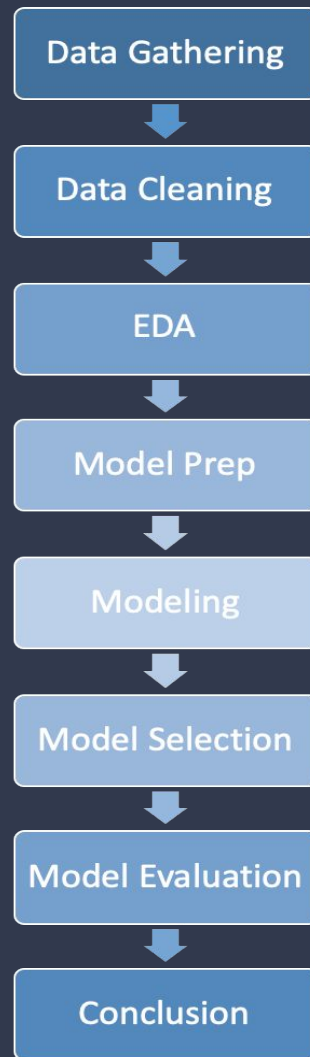 Data Gathering
Data Cleaning
EDA
Model Prep
Modeling
Model Selection
Model Evaluation
Conclusion